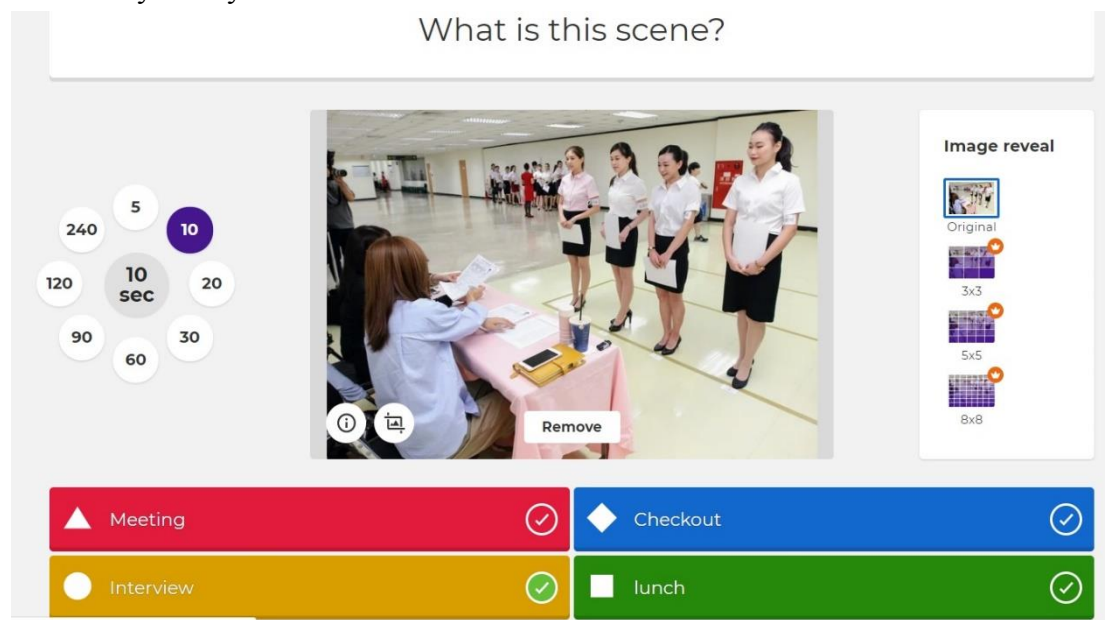 What is this scene?
Image reveal
Original
3x3
5x5
8x8
5
10
20
30
60
90
120
240
10
sec
Remove
Meeting
Checkout
Interview
lunch